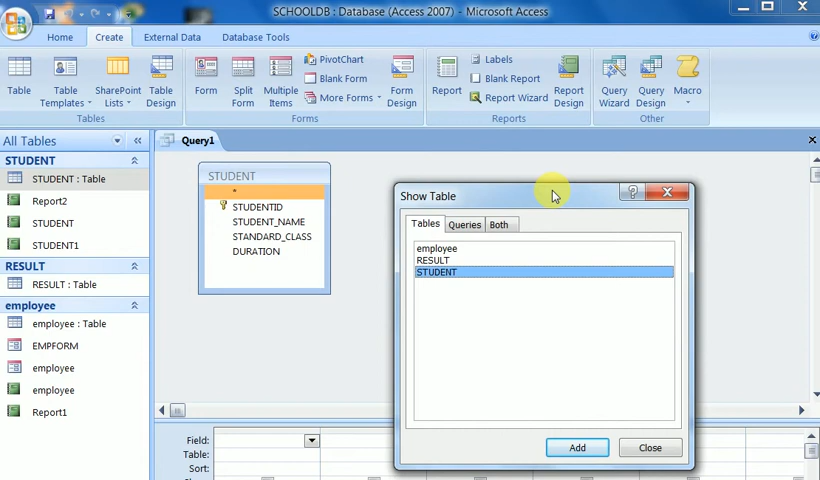 SCHOOLDB : Database (Access 2007) - Microsoft Access
Home Create External Data Database Tools
Table
Table Templates
SharePoint Lists
Table Design
Tables
Form
Split Form
Multiple Items
PivotChart
Blank Form
More Forms
Form Design
Forms
Report
Labels
Blank Report
Report Wizard
Report Design
Reports
Query Wizard
Query Design
Macro
Other
All Tables
STUDENT
STUDENT : Table
Report2
STUDENT
STUDENT1
RESULT
RESULT : Table
employee
employee : Table
EMPFORM
employee
employee
Report1
Query1
STUDENT
*
STUDENTID
STUDENT_NAME
STANDARD_CLASS
DURATION
Show Table
Tables Queries Both
employee
RESULT
STUDENT
Add Close
Field:
Table:
Sort: